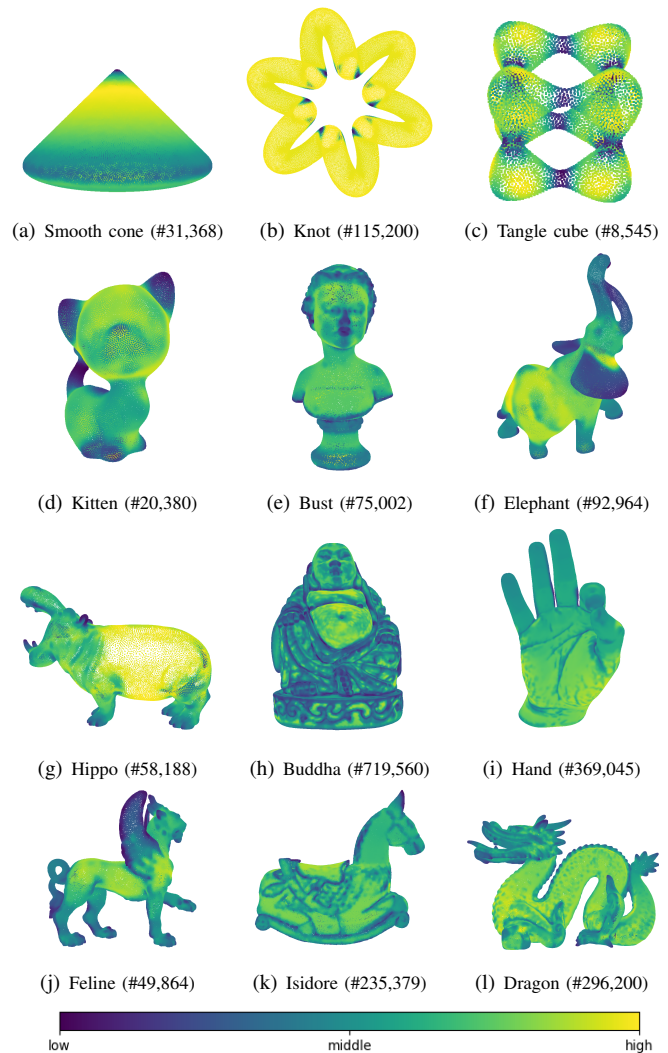 (a) Smooth cone (#31,368) (b) Knot (#115,200) (c) Tangle cube (#8,545)
(d) Kitten (#20,380) (e) Bust (#75,002) (f) Elephant (#92,964)
(g) Hippo (#58,188) (h) Buddha (#719,560) (i) Hand (#369,045)
(j) Feline (#49,864) (k) Isidore (#235,379) (l) Dragon (#296,200)
low middle high